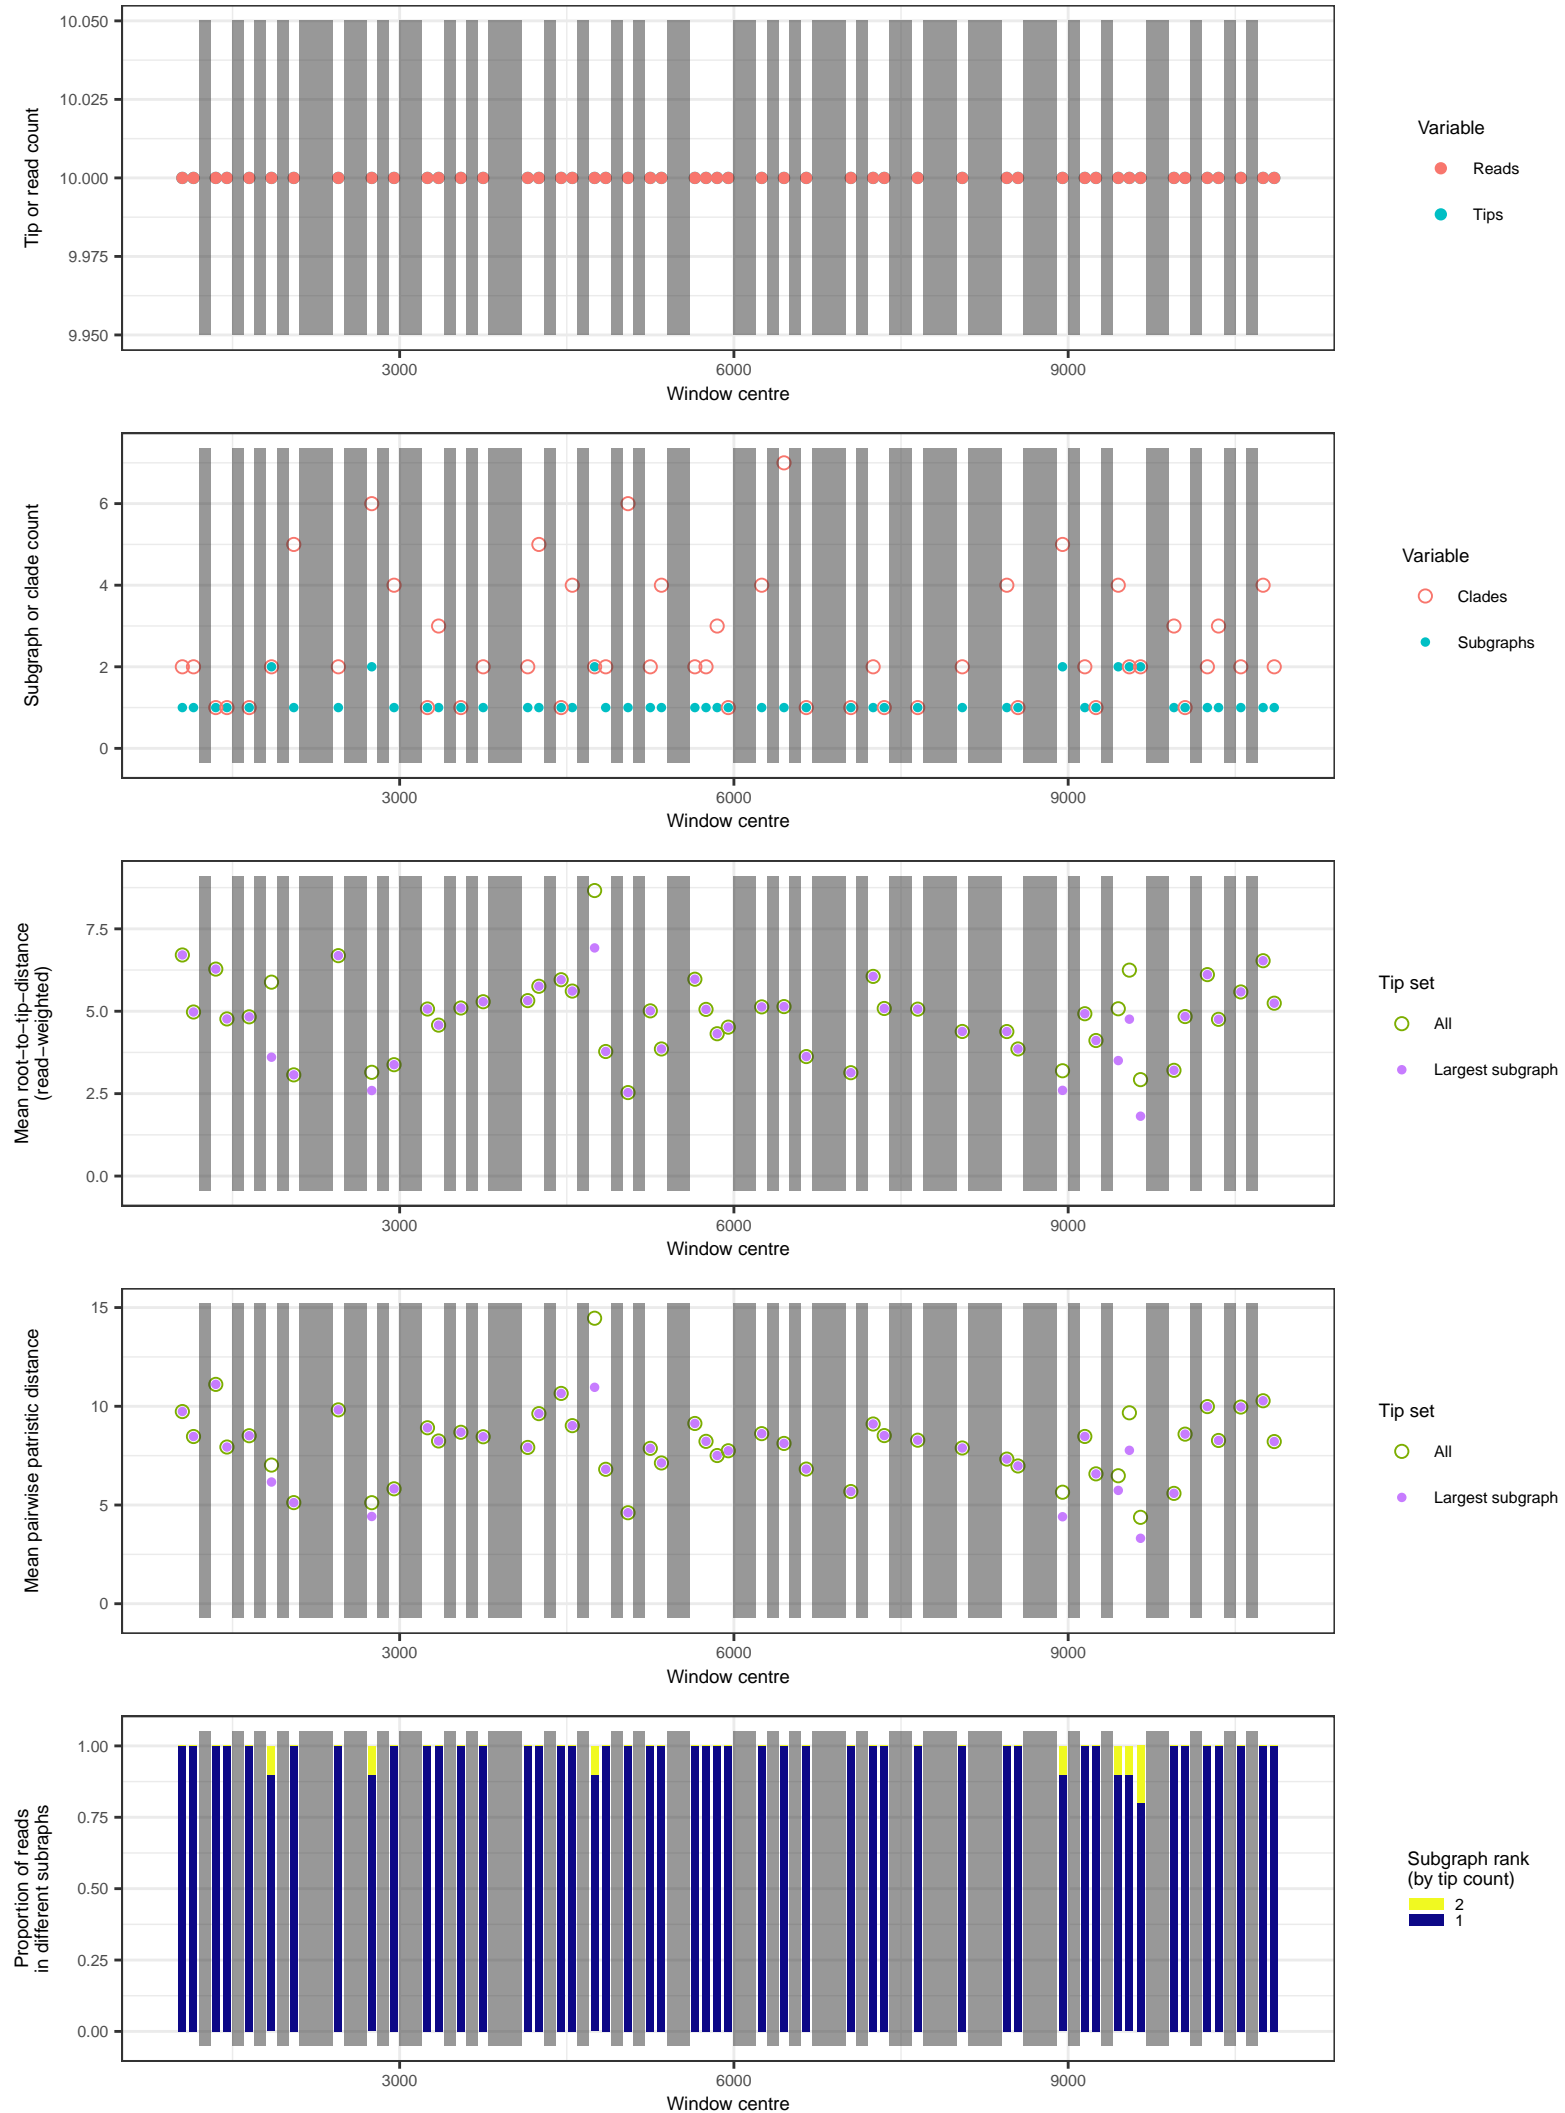 10.050
10.025
10.000
9.975
9.950
Tip or read count
3000
6000
9000
Window centre
Variable
Reads
Tips
6
4
2
0
Subgraph or clade count
3000
6000
9000
Window centre
Variable
Clades
Subgraphs
7.5
5.0
2.5
0.0
Mean root−to−tip−distance
(read−weighted)
3000
6000
9000
Window centre
Tip set
All
Largest subgraph
15
10
5
0
Mean pairwise patristic distance
3000
6000
9000
Window centre
Tip set
All
Largest subgraph
1.00
0.75
0.50
0.25
0.00
Proportion of reads
in different subraphs
3000
6000
9000
Window centre
Subgraph rank
(by tip count)
2
1